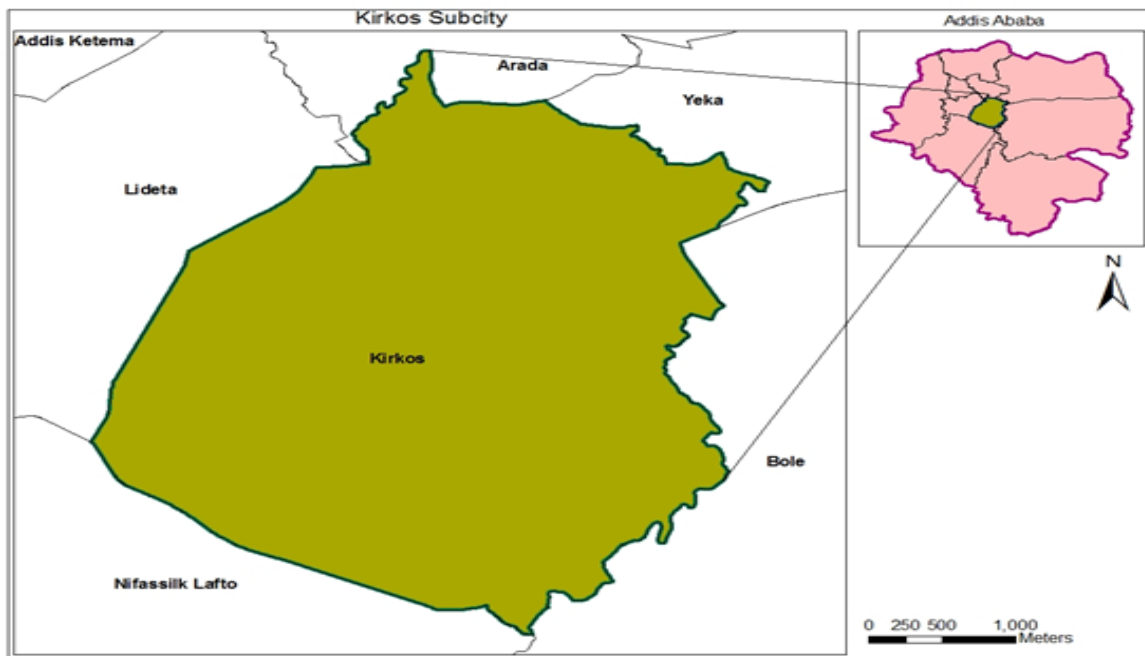 Kirkos Subcity
Addis Ababa
Addis Ketema
Arada
Yeka
Lideta
Kirkos
Bole
Nifassilk Lafto
N
0 250 500 1,000
Meters